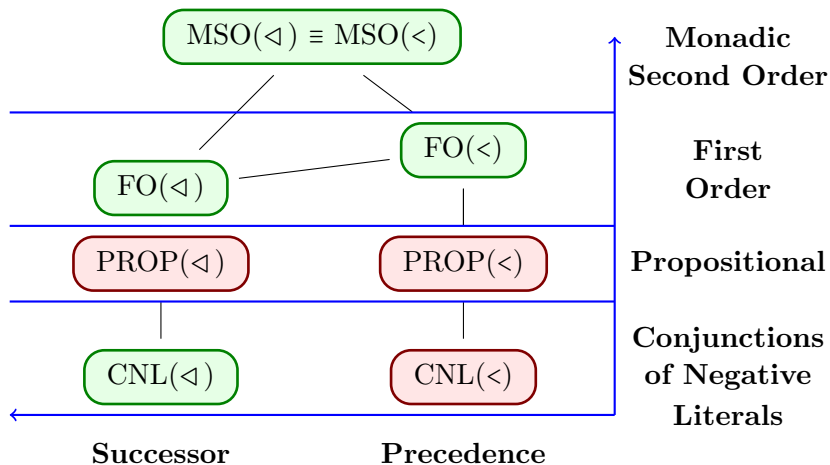 MSO(◁) ≡ MSO(<)
Monadic
Second Order
FO(◁)
FO(<)
First
Order
PROP(◁)
PROP(<)
Propositional
CNL(◁)
CNL(<)
Conjunctions
of Negative
Literals
Successor
Precedence